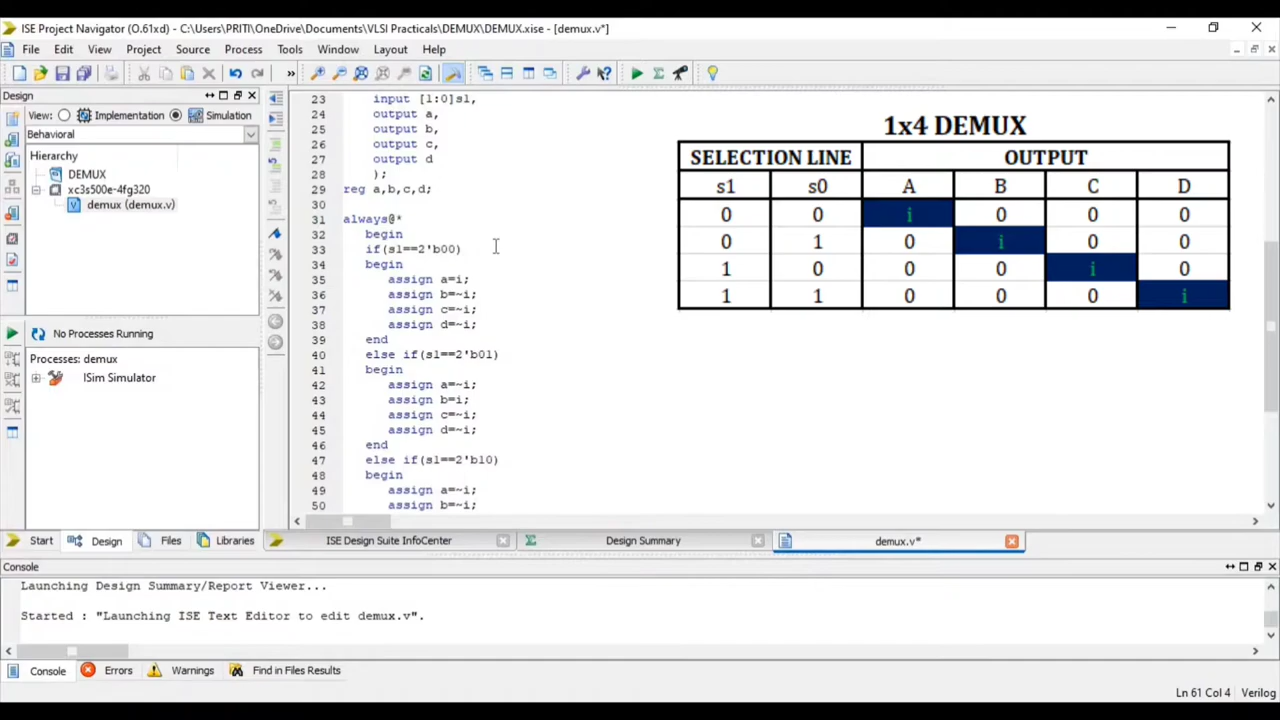 ISE Project Navigator (O.61xd) - C:\Users\PRITI\OneDrive\Documents\VLSI Practicals\DEMUX\DEMUX.xise - [demux.v*]
File Edit View Project Source Process Tools Window Layout Help
Design
View: Implementation Simulation
Behavioral
Hierarchy
DEMUX
xc3s500e-4fg320
demux (demux.v)
No Processes Running
Processes: demux
ISim Simulator
23 input [1:0]sl,
24 output a,
25 output b,
26 output c,
27 output d
28 );
29 reg a,b,c,d;
30
31 always@*
32 begin
33 if(sl==2'b00)
34 begin
35 assign a=i;
36 assign b=~i;
37 assign c=~i;
38 assign d=~i;
39 end
40 else if(sl==2'b01)
41 begin
42 assign a=~i;
43 assign b=i;
44 assign c=~i;
45 assign d=~i;
46 end
47 else if(sl==2'b10)
48 begin
49 assign a=~i;
50 assign b=~i;
1x4 DEMUX
SELECTION LINE OUTPUT
s1 s0 A B C D
0 0 i 0 0 0
0 1 0 i 0 0
1 0 0 0 i 0
1 1 0 0 0 i
Start Design Files Libraries ISE Design Suite InfoCenter Design Summary demux.v*
Console
Launching Design Summary/Report Viewer...
Started : "Launching ISE Text Editor to edit demux.v".
Console Errors Warnings Find in Files Results
Ln 61 Col 4 Verilog